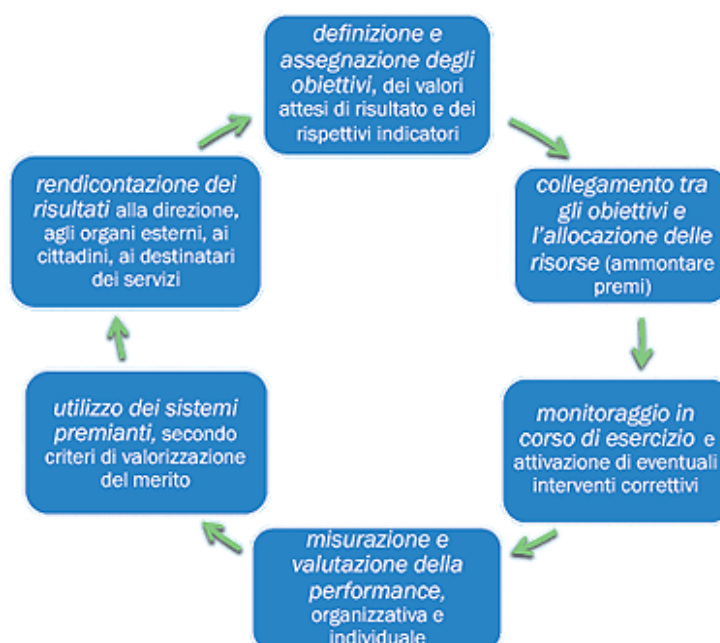 definizione e
assegnazione degli
obiettivi, dei valori
attesi di risultato e dei
rispettivi indicatori
collegamento tra
gli obiettivi e
l'allocazione delle
risorse (ammontare
premi)
monitoraggio in
corso di esercizio e
attivazione di eventuali
interventi correttivi
misurazione e
valutazione della
performance,
organizzativa e
individuale
utilizzo dei sistemi
premianti, secondo
criteri di valorizzazione
del merito
rendicontazione dei
risultati alla direzione,
agli organi esterni, ai
cittadini, ai destinatari
dei servizi